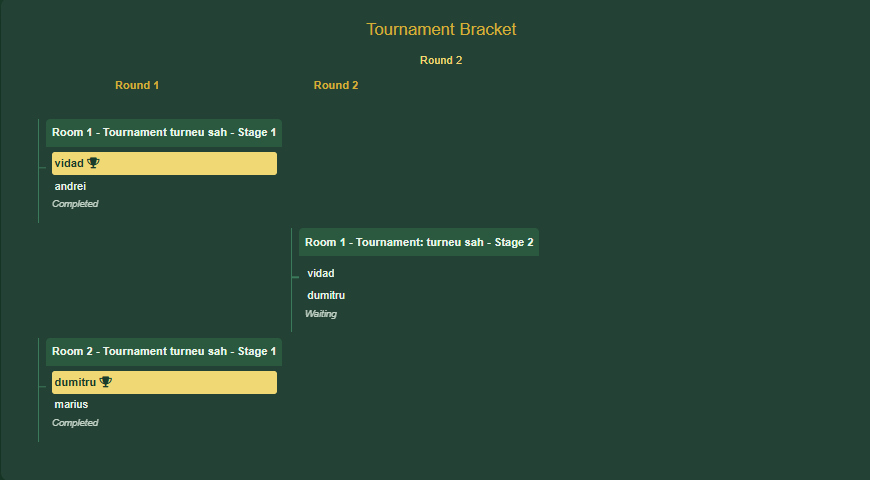 Tournament Bracket
Round 2
Round 1
Round 2
Room 1 - Tournament turneu sah - Stage 1
vidad
andrei
Completed
Room 1 - Tournament: turneu sah - Stage 2
vidad
dumitru
Waiting
Room 2 - Tournament turneu sah - Stage 1
dumitru
marius
Completed